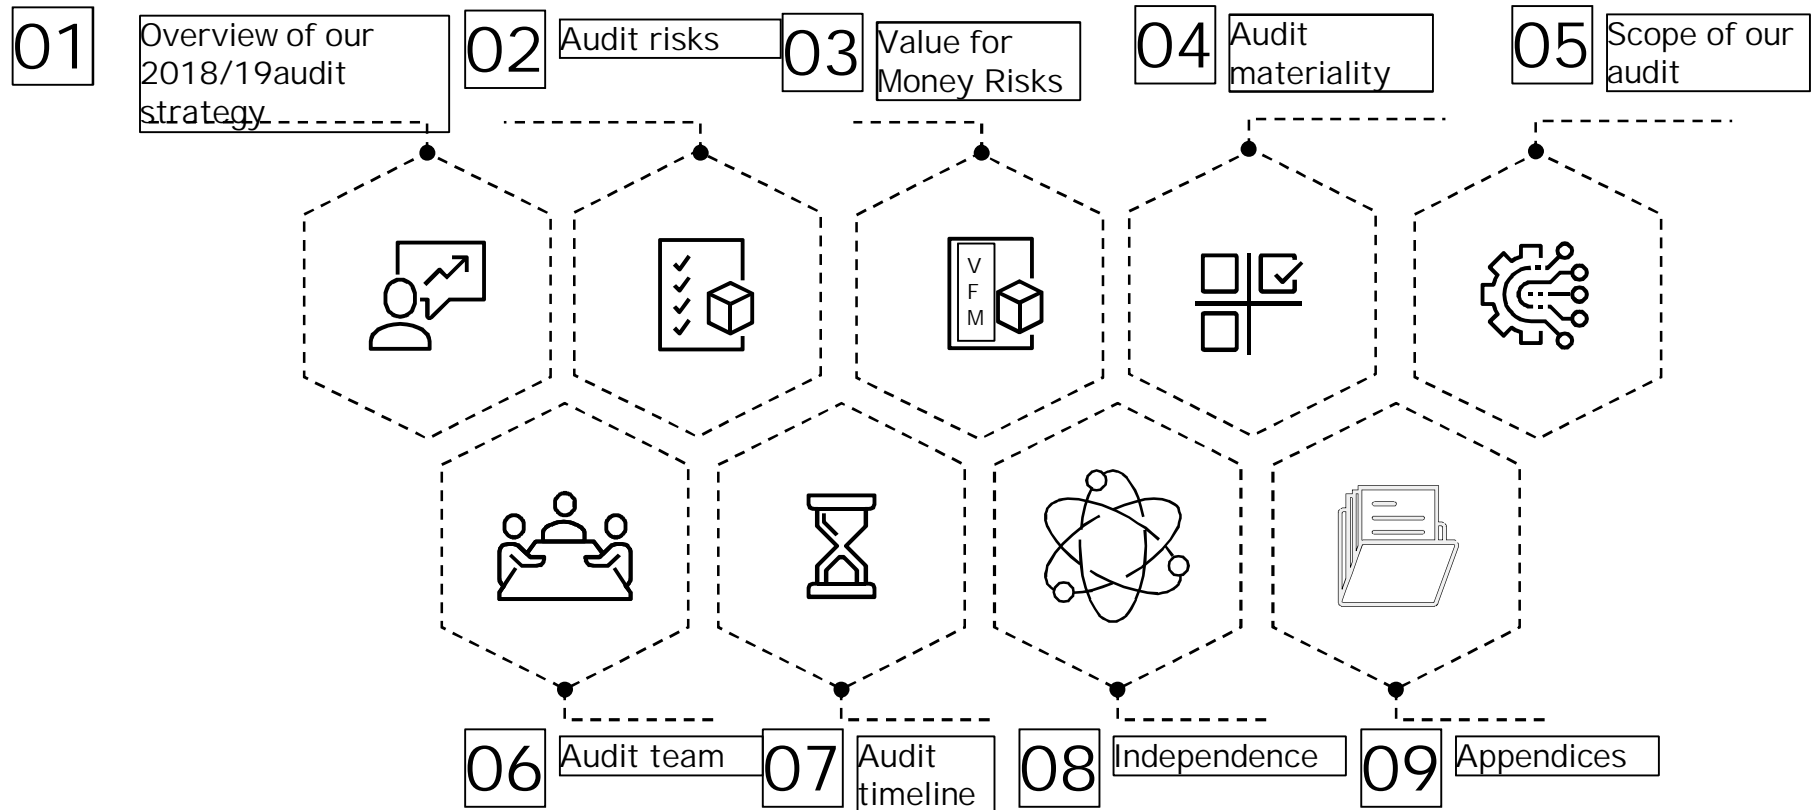 01
Overview of our
2018/19audit
strategy
02
Audit risks
03
Value for
Money Risks
04
Audit
materiality
05
Scope of our
audit
V
F
M
06
Audit team
07
Audit
timeline
08
Independence
09
Appendices